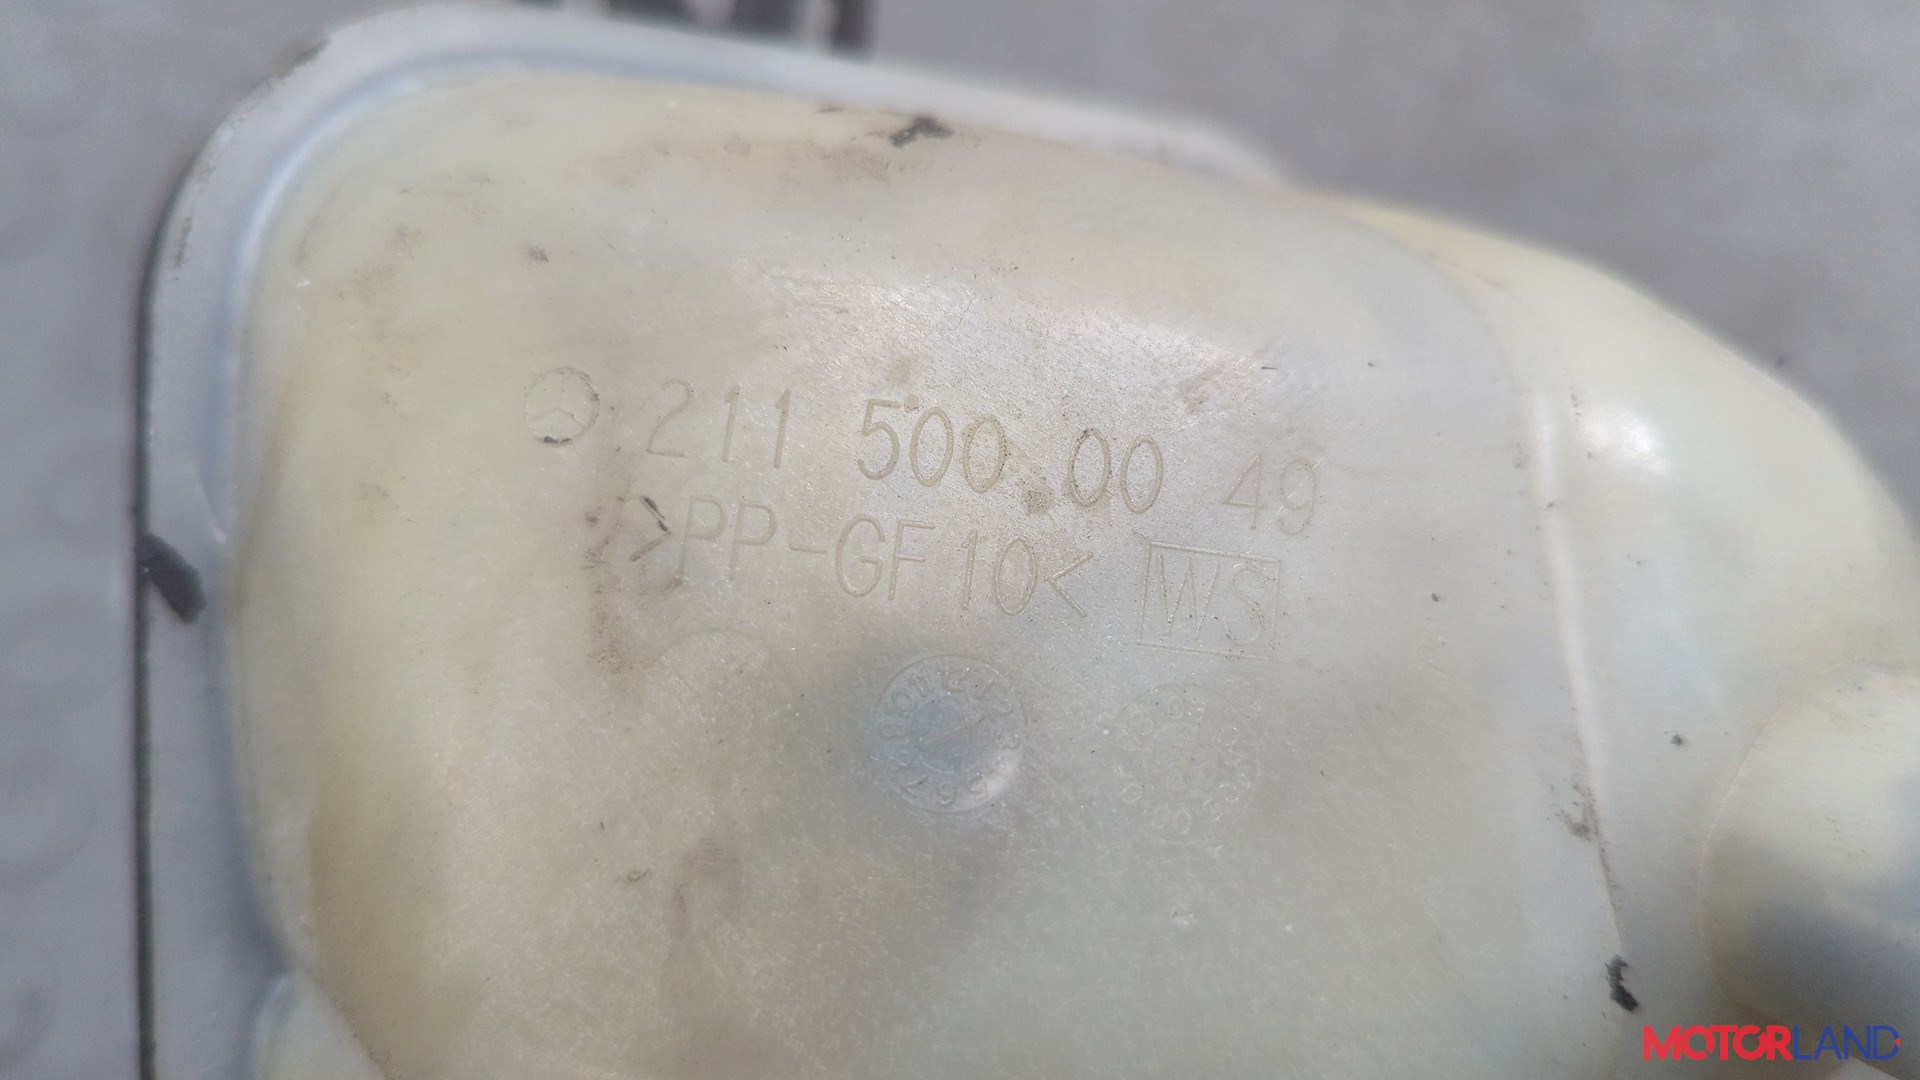 211 500 00 49
>PP-GF10< WS
MOTORLAND